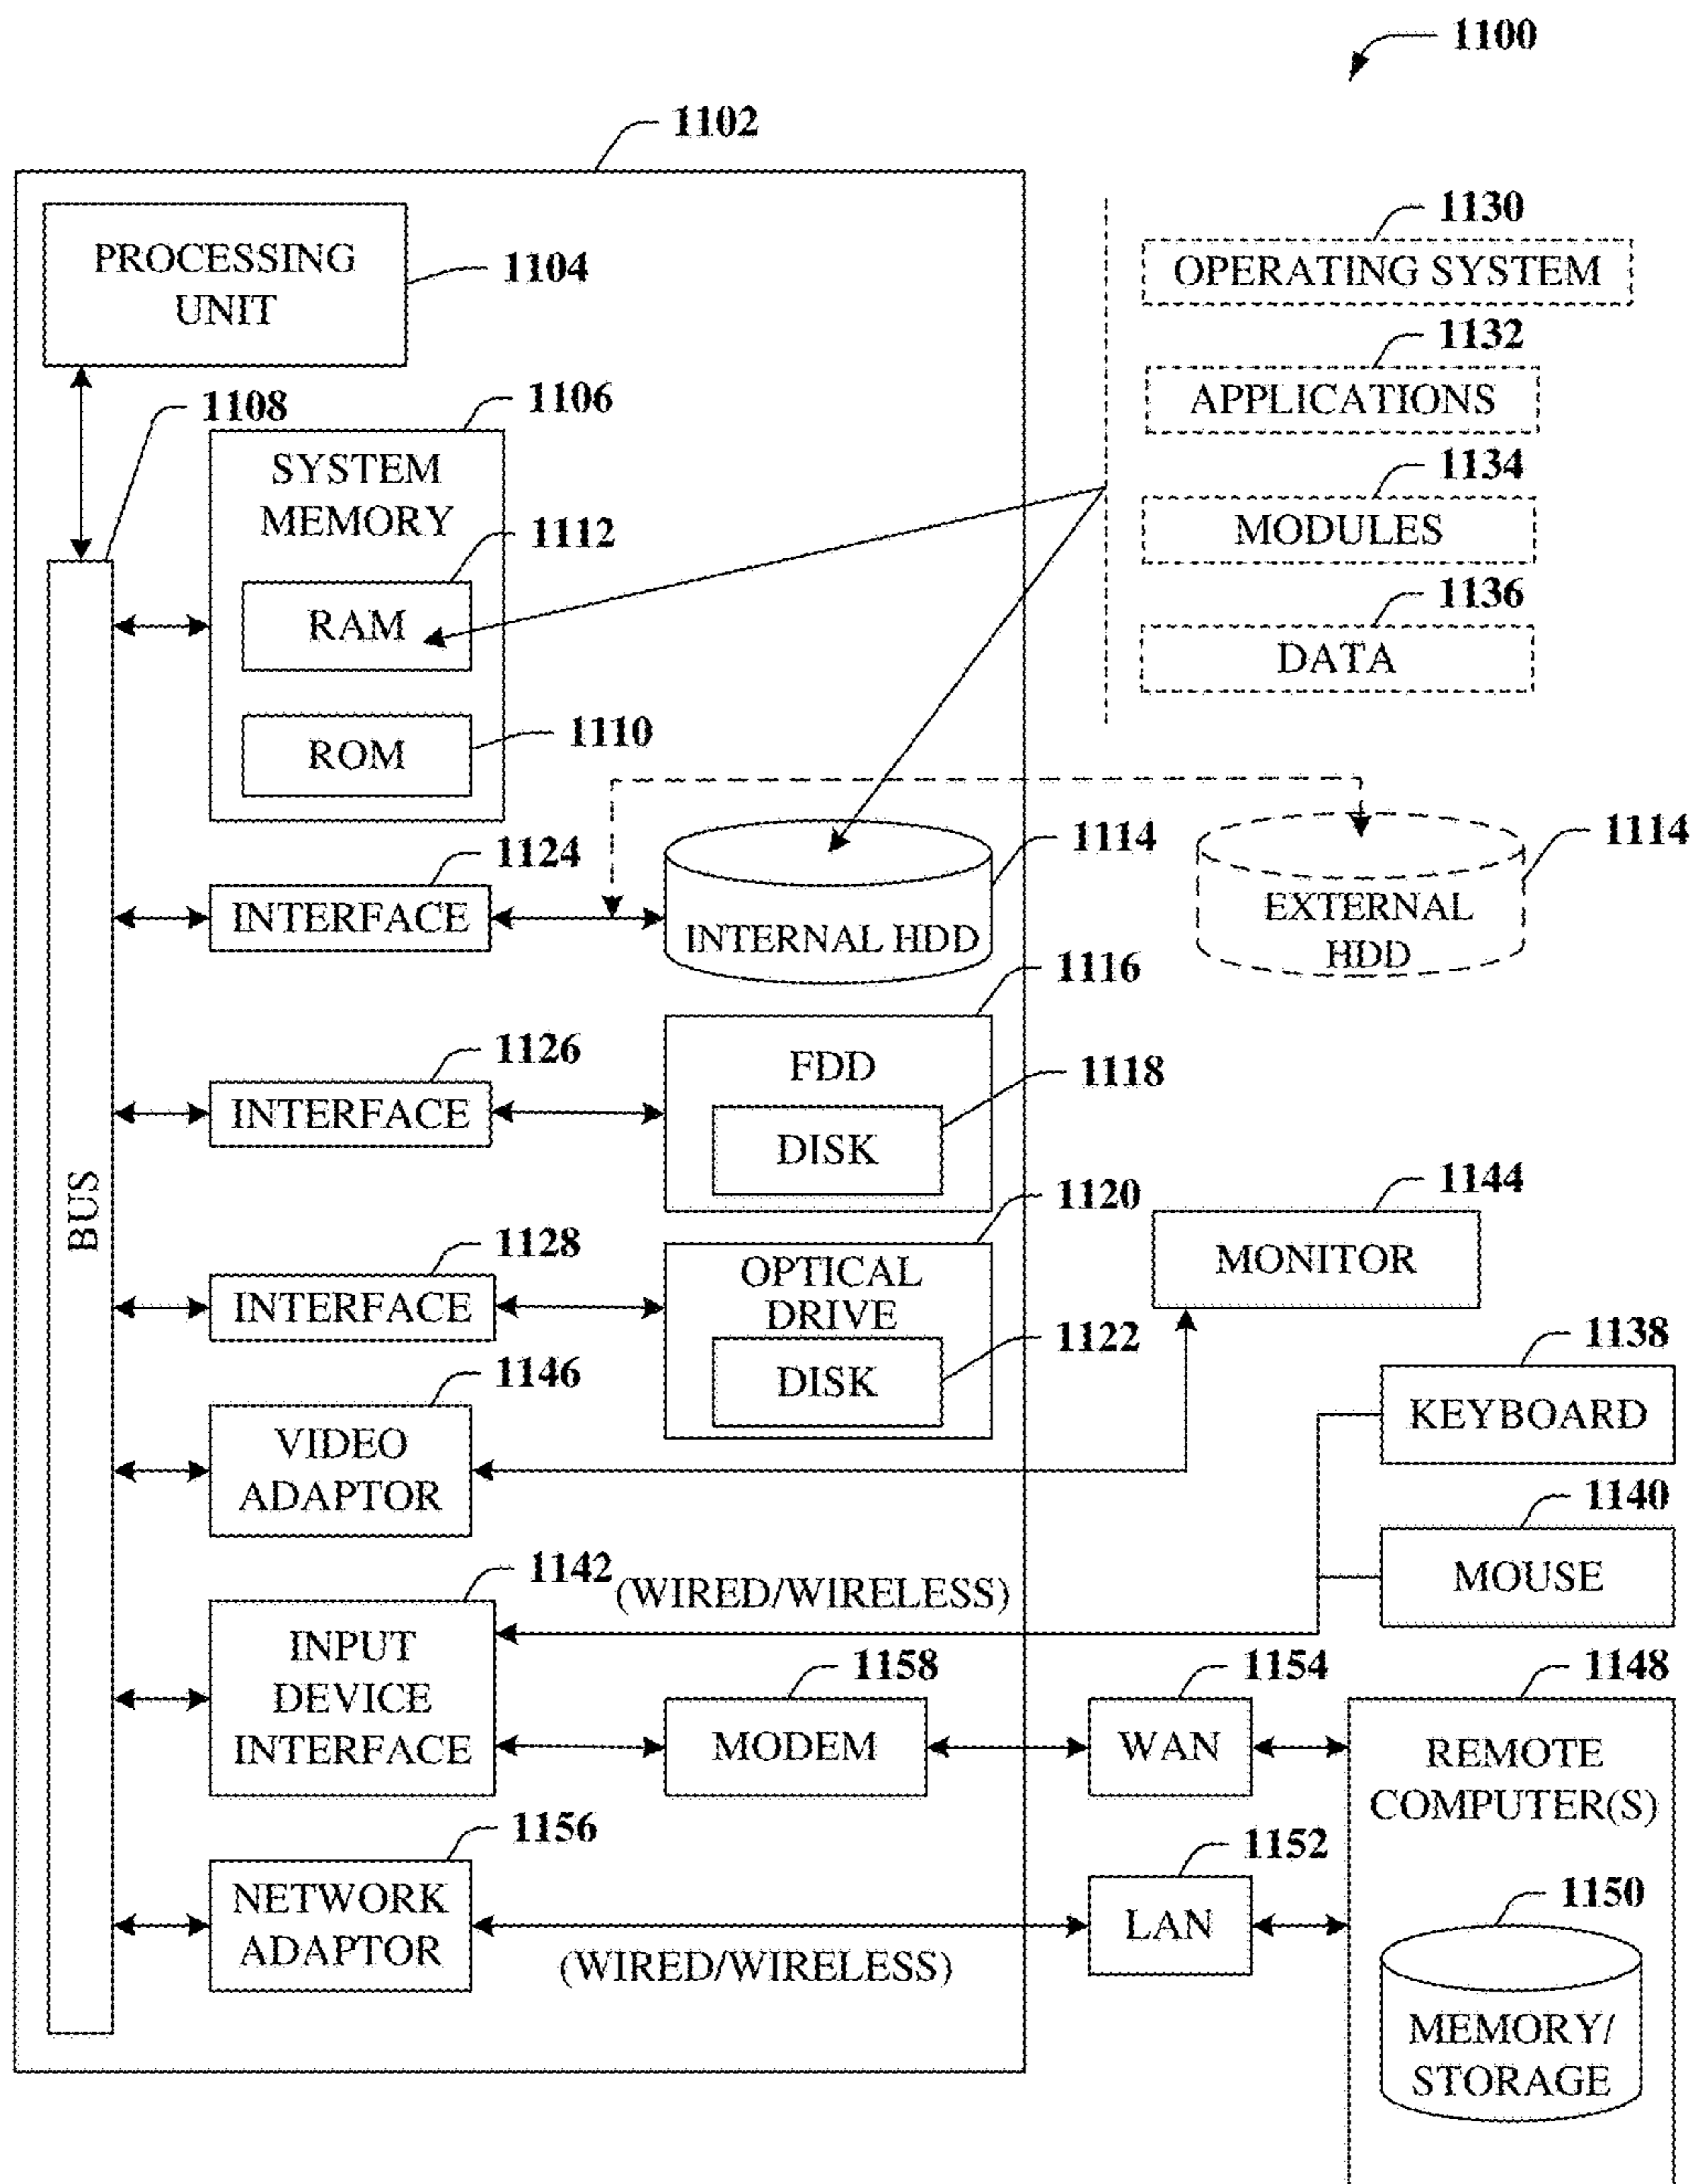 1100
1102
PROCESSING
UNIT
1104
1130
OPERATING SYSTEM
1132
APPLICATIONS
1134
MODULES
1136
DATA
1108
1106
SYSTEM
MEMORY
1112
RAM
1110
ROM
1124
INTERFACE
1114
INTERNAL HDD
1114
EXTERNAL
HDD
1116
FDD
1118
DISK
1126
INTERFACE
BUS
1120
OPTICAL
DRIVE
1122
DISK
1128
INTERFACE
1144
MONITOR
1146
VIDEO
ADAPTOR
1138
KEYBOARD
1140
MOUSE
1142
(WIRED/WIRELESS)
INPUT
DEVICE
INTERFACE
1158
MODEM
1154
WAN
1148
REMOTE
COMPUTER(S)
1156
NETWORK
ADAPTOR
(WIRED/WIRELESS)
1152
LAN
1150
MEMORY/
STORAGE